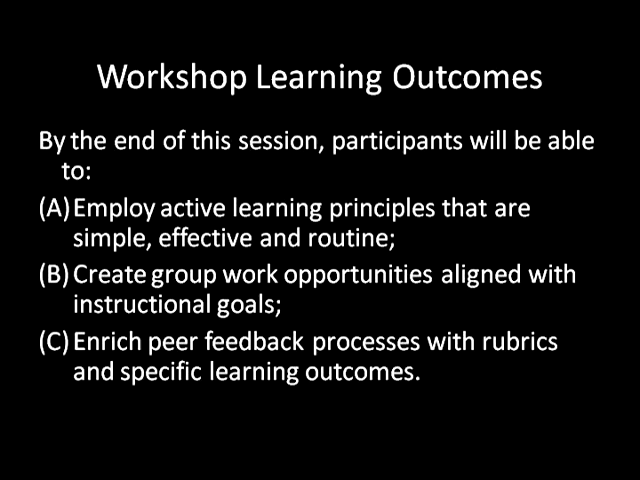 Workshop Learning Outcomes
By the end of this session, participants will be able
to:
(A) Employ active learning principles that are
simple, effective and routine;
(B) Create group work opportunities aligned with
instructional goals;
(C) Enrich peer feedback processes with rubrics
and specific learning outcomes.